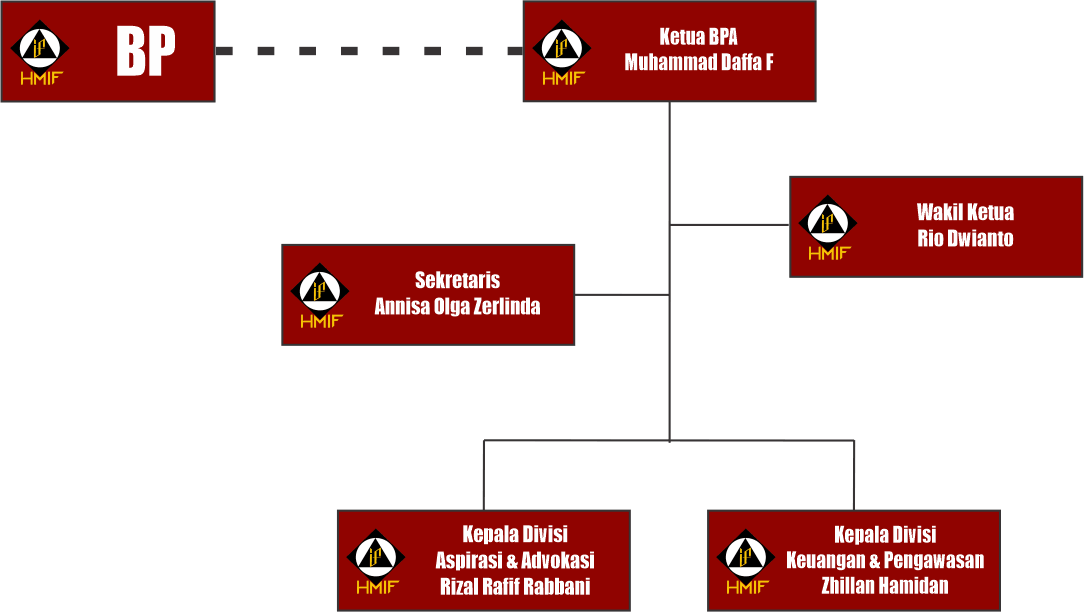 HMIF
BP
HMIF
Ketua BPA
Muhammad Daffa F
HMIF
Wakil Ketua
Rio Dwianto
HMIF
Sekretaris
Annisa Olga Zerlinda
HMIF
Kepala Divisi
Aspirasi & Advokasi
Rizal Rafif Rabbani
HMIF
Kepala Divisi
Keuangan & Pengawasan
Zhillan Hamidan